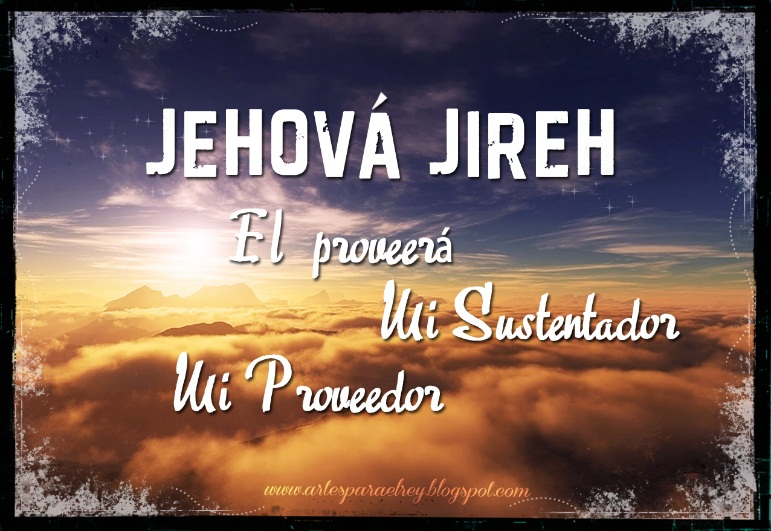 JEHOVÁ JIREH
El proveerá
Mi Sustentador
Mi Proveedor
www.artesparaelrey.blogspot.com